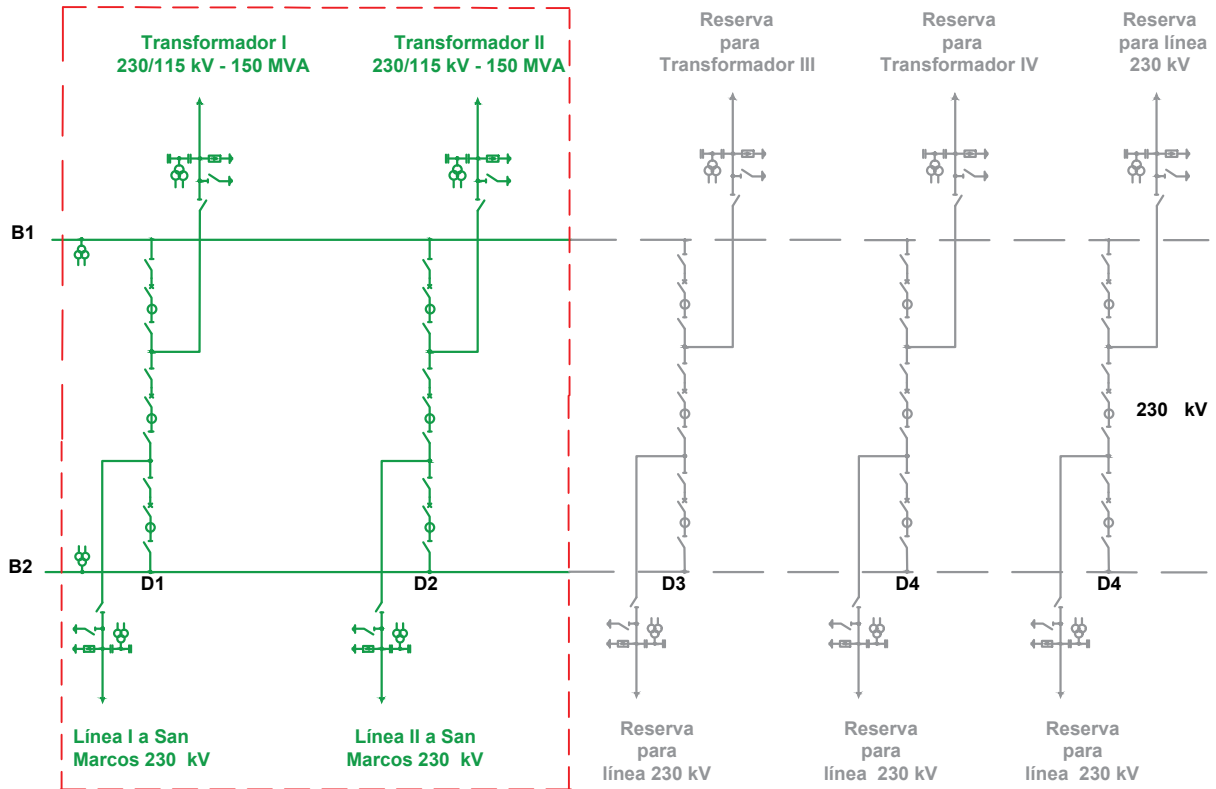 Transformador I
230/115 kV - 150 MVA
Transformador II
230/115 kV - 150 MVA
Reserva
para
Transformador III
Reserva
para
Transformador IV
Reserva
para línea
230 kV
B1
230 kV
B2
D1
D2
D3
D4
D4
Línea I a San
Marcos 230 kV
Línea II a San
Marcos 230 kV
Reserva
para
línea 230 kV
Reserva
para
línea 230 kV
Reserva
para
línea 230 kV